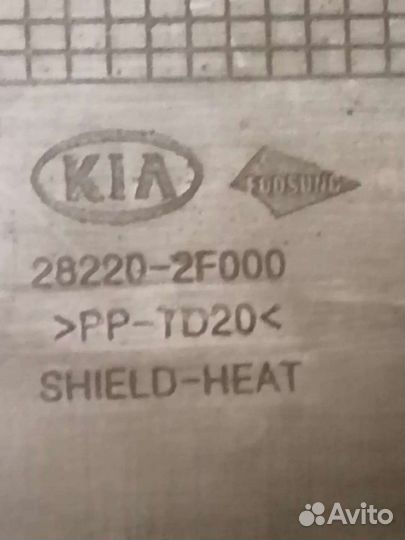 KIA
28220-2F000
>PP-TD20<
SHIELD-HEAT
Avito